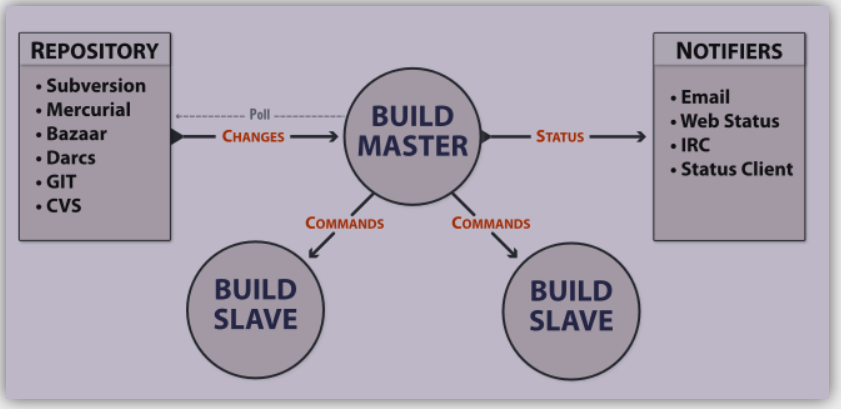 REPOSITORY
• Subversion
• Mercurial
• Bazaar
• Darcs
• GIT
• CVS
Poll
CHANGES
BUILD
MASTER
STATUS
NOTIFIERS
• Email
• Web Status
• IRC
• Status Client
COMMANDS
COMMANDS
BUILD
SLAVE
BUILD
SLAVE